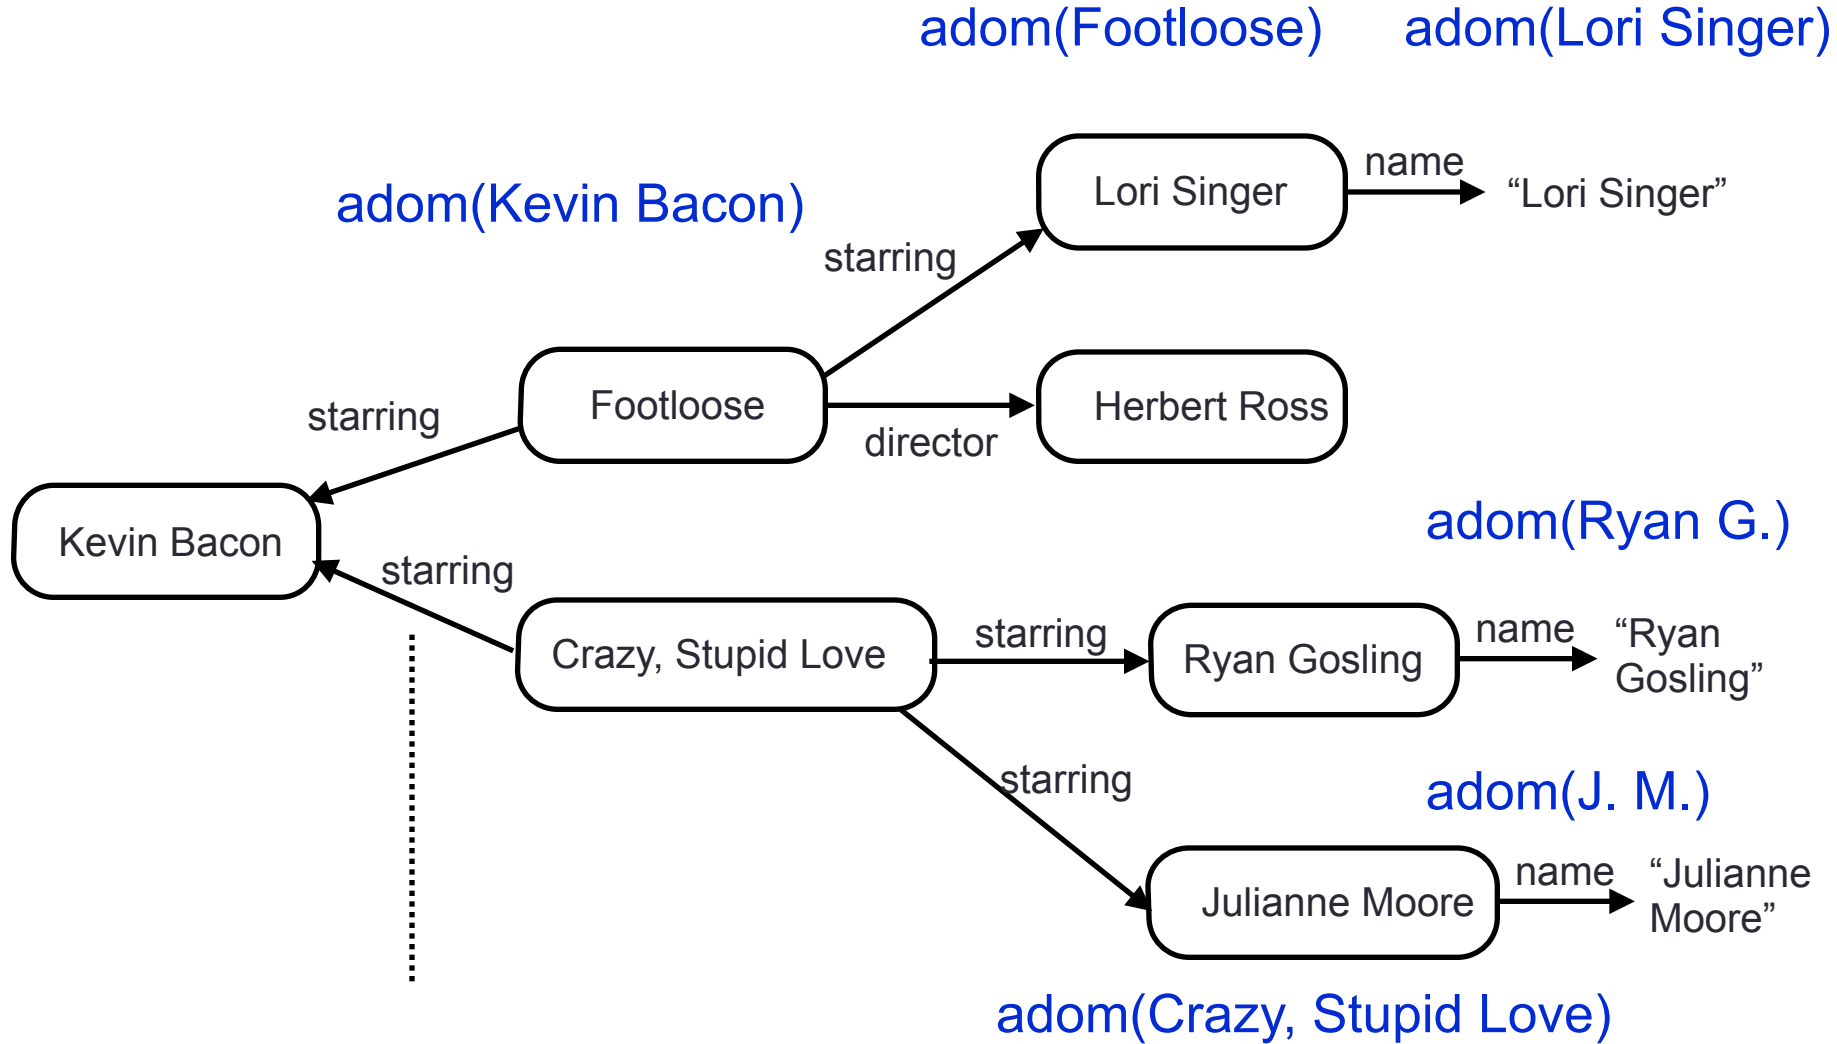 adom(Footloose)
adom(Lori Singer)
adom(Kevin Bacon)
Lori Singer
name
“Lori Singer”
starring
Footloose
Herbert Ross
starring
director
Kevin Bacon
adom(Ryan G.)
starring
Crazy, Stupid Love
starring
Ryan Gosling
name
“Ryan
Gosling”
starring
adom(J. M.)
Julianne Moore
name
“Julianne
Moore”
adom(Crazy, Stupid Love)